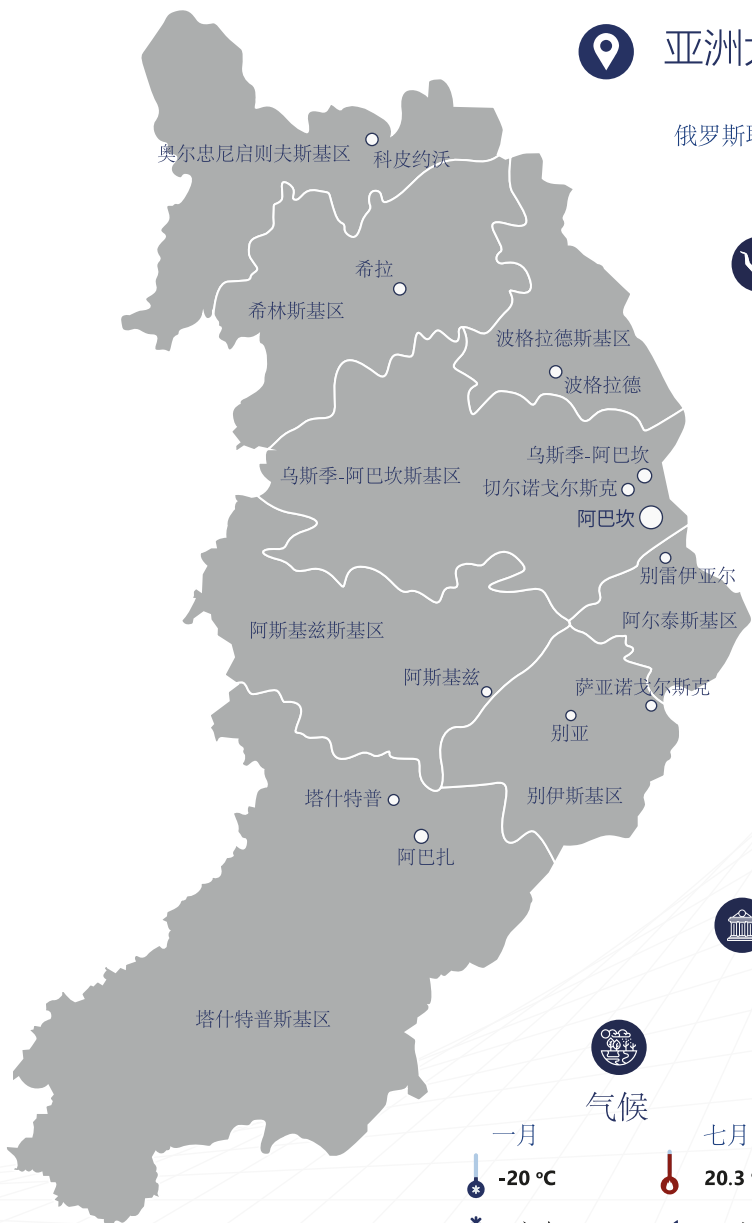 亚洲
俄罗斯
奥尔忠尼启则夫斯基区
科皮约沃
希拉
希林斯基区
波格拉德斯基区
波格拉德
乌斯季-阿巴坎
乌斯季-阿巴坎斯基区
切尔诺戈尔斯克
阿巴坎
别雷伊亚尔
阿尔泰斯基区
阿斯基兹斯基区
阿斯基兹
萨亚诺戈尔斯克
别亚
塔什特普
别伊斯基区
阿巴扎
塔什特普斯基区
气候
一月
七月
-20 ºC
20.3